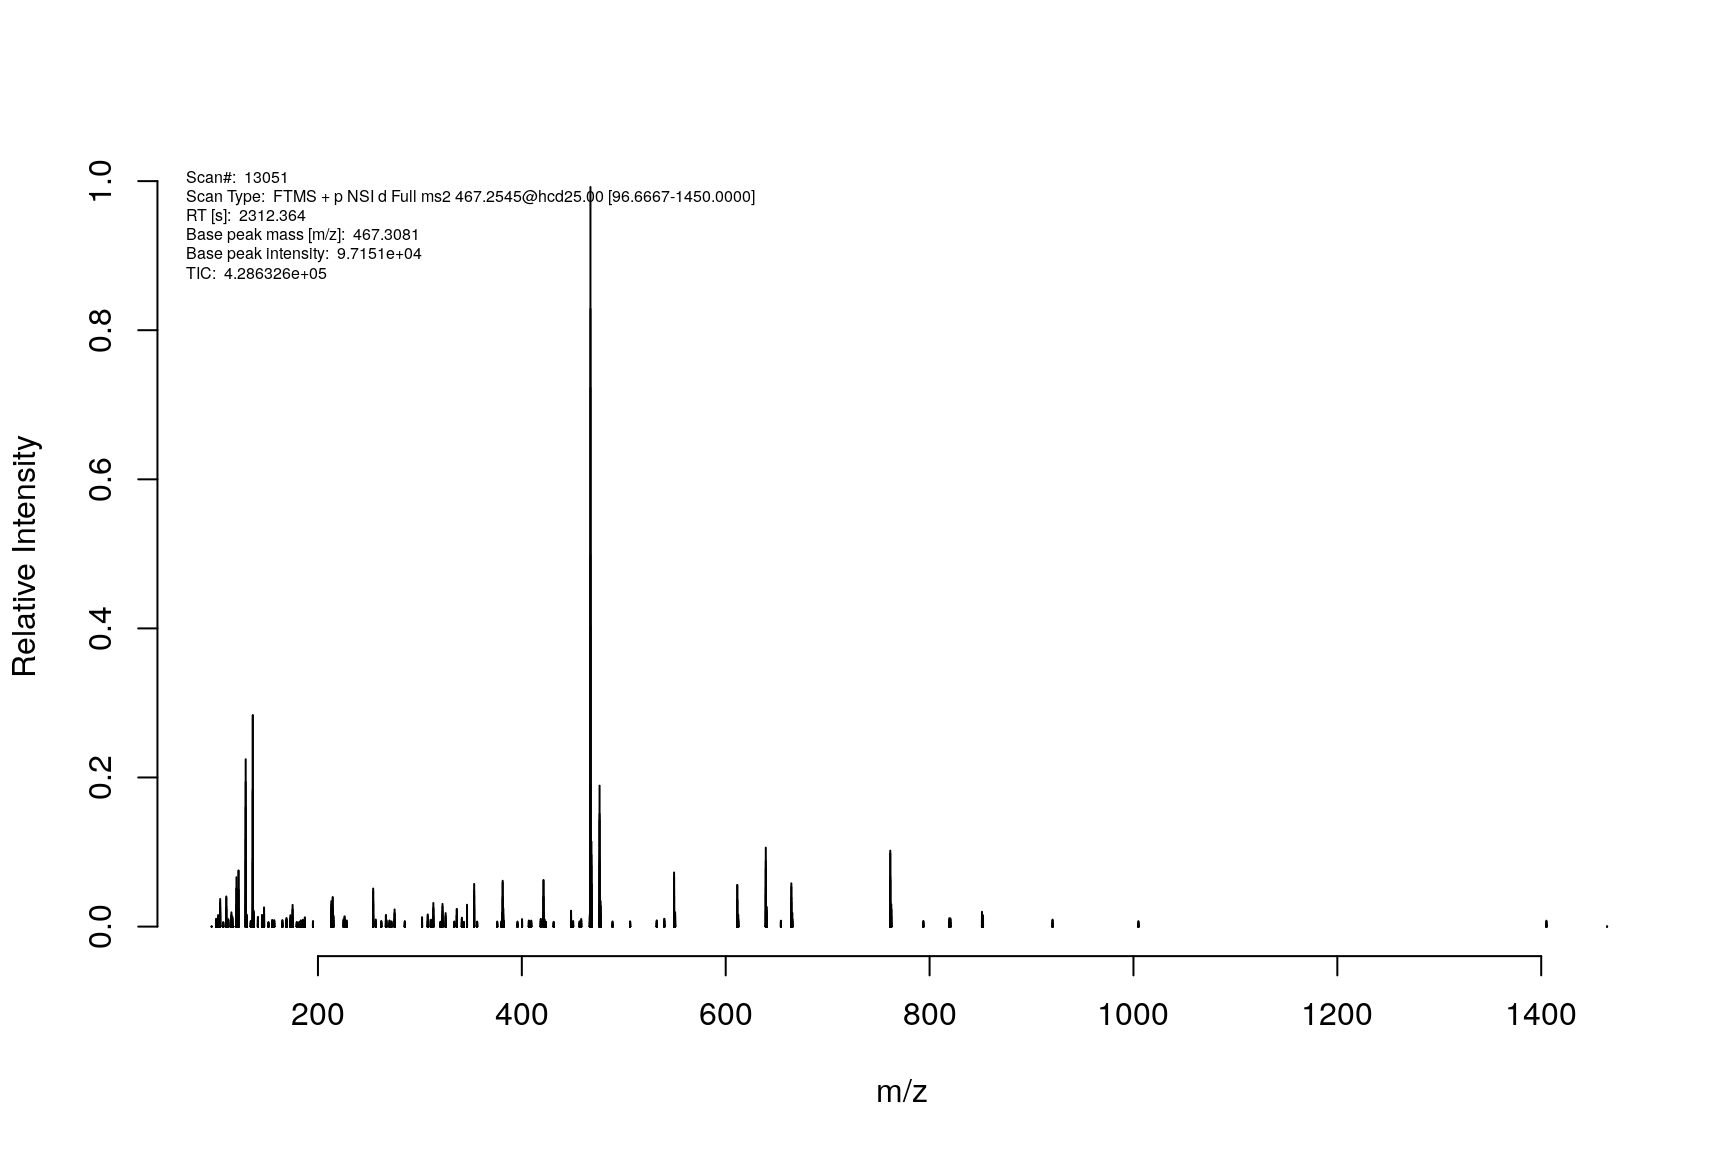 Scan#: 13051
Scan Type: FTMS + p NSI d Full ms2 467.2545@hcd25.00 [96.6667-1450.0000]
RT [s]: 2312.364
Base peak mass [m/z]: 467.3081
Base peak intensity: 9.7151e+04
TIC: 4.286326e+05
1.0
0.8
0.6
0.4
0.2
0.0
Relative Intensity
200 400 600 800 1000 1200 1400
m/z